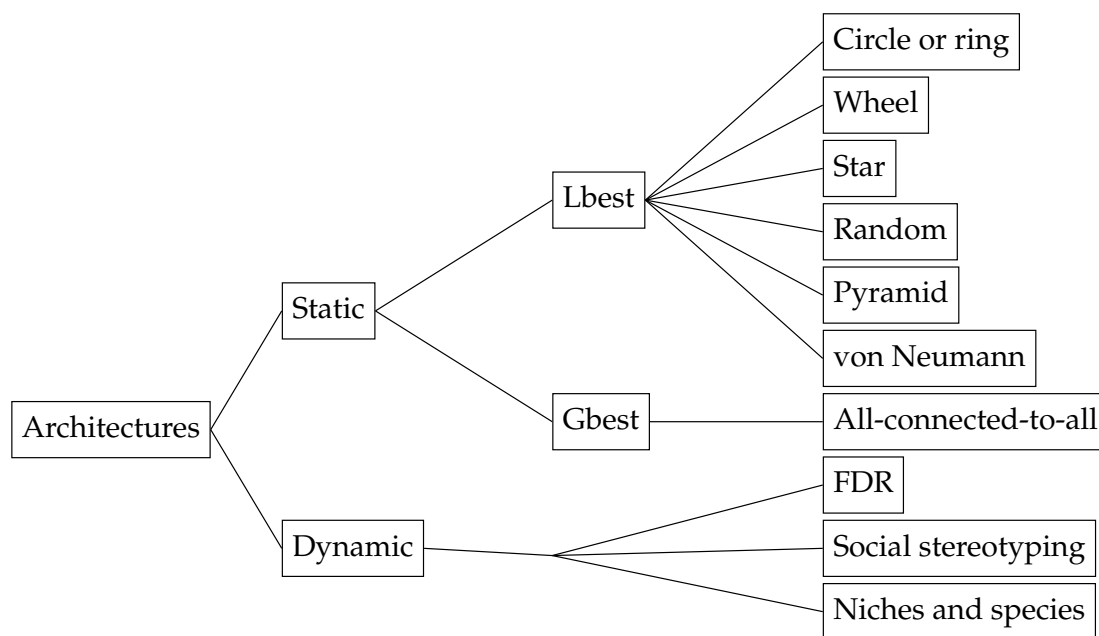 Circle or ring
Wheel
Star
Lbest
Random
Pyramid
Static
von Neumann
Architectures
Gbest
All-connected-to-all
FDR
Dynamic
Social stereotyping
Niches and species